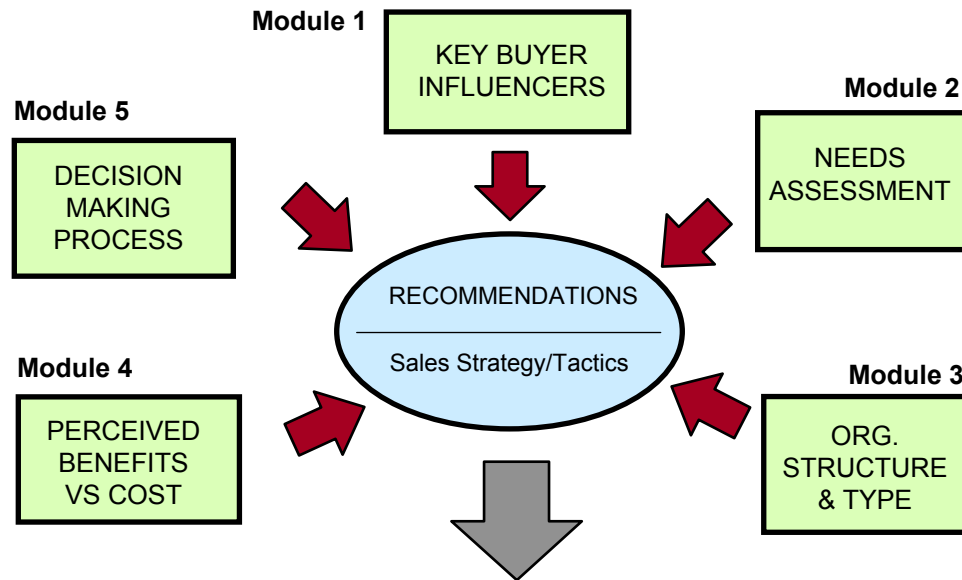 Module 1
KEY BUYER
INFLUENCERS
Module 2
NEEDS
ASSESSMENT
Module 5
DECISION
MAKING
PROCESS
RECOMMENDATIONS
Sales Strategy/Tactics
Module 4
PERCEIVED
BENEFITS
VS COST
Module 3
ORG.
STRUCTURE
& TYPE